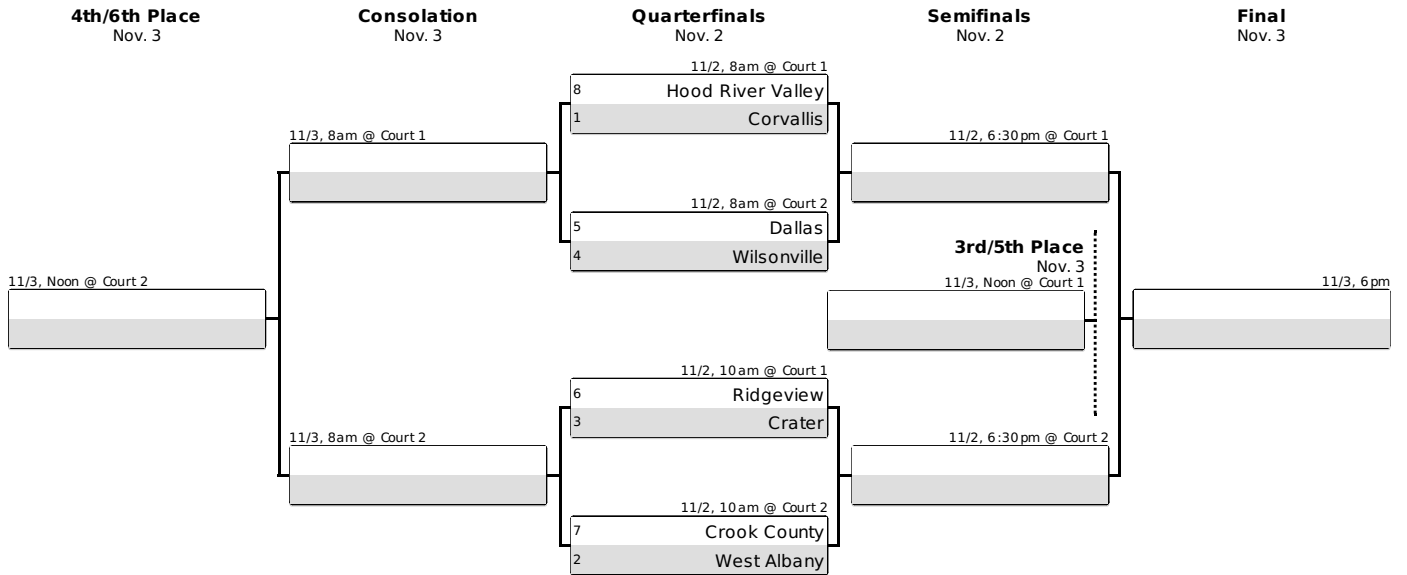 4th/6th Place
Nov. 3
Consolation
Nov. 3
Quarterfinals
Nov. 2
Semifinals
Nov. 2
Final
Nov. 3
11/2, 8am @ Court 1
8 Hood River Valley
1 Corvallis
11/3, 8am @ Court 1
11/2, 6:30pm @ Court 1
11/2, 8am @ Court 2
5 Dallas
4 Wilsonville
3rd/5th Place
Nov. 3
11/3, Noon @ Court 2
11/3, Noon @ Court 1
11/3, 6pm
11/2, 10am @ Court 1
6 Ridgeview
3 Crater
11/3, 8am @ Court 2
11/2, 6:30pm @ Court 2
11/2, 10am @ Court 2
7 Crook County
2 West Albany